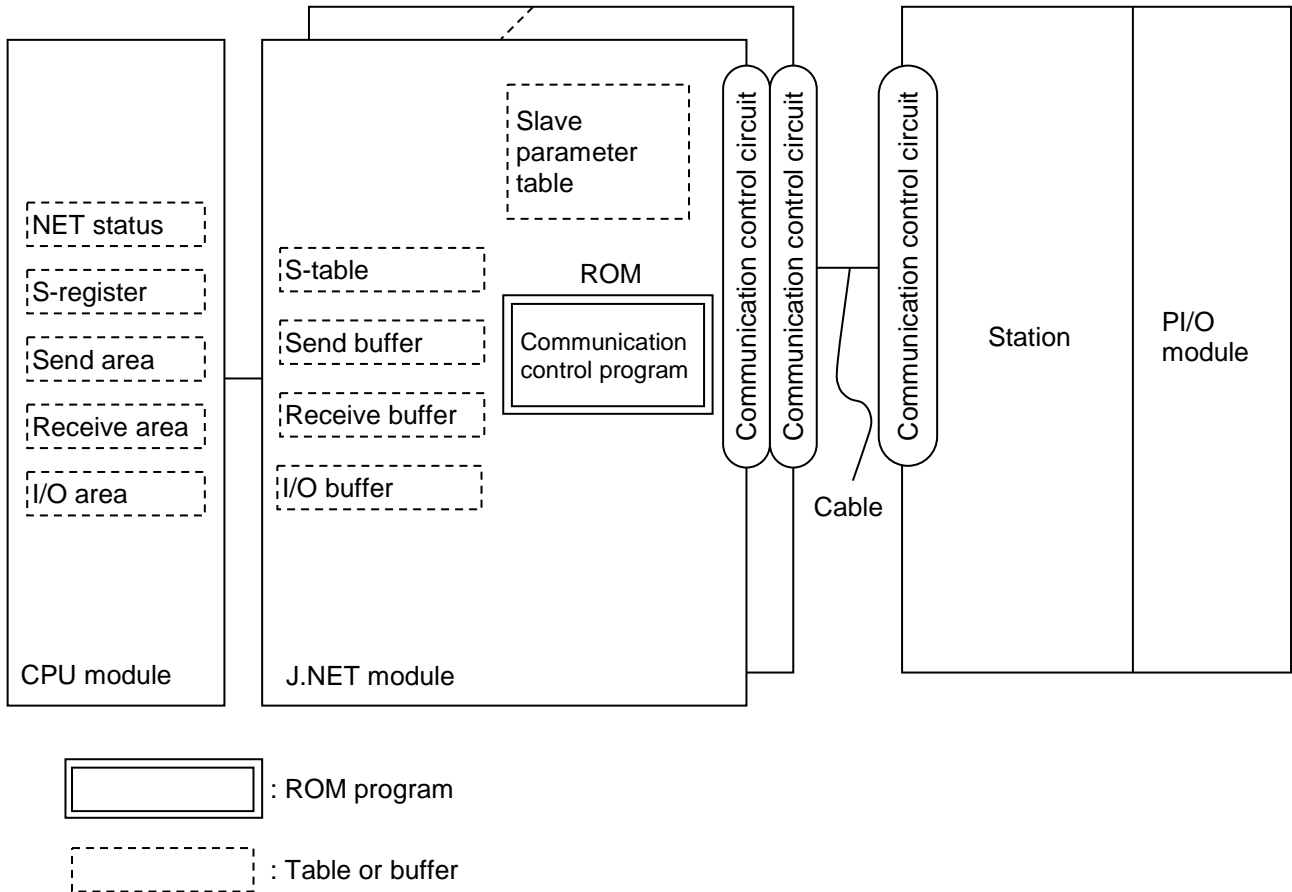 NET status
S-register
Send area
Receive area
I/O area
CPU module
Slave
parameter
table
S-table
Send buffer
Receive buffer
I/O buffer
ROM
Communication
control program
J.NET module
Communication control circuit
Communication control circuit
Cable
Communication control circuit
Station
PI/O
module
: ROM program
: Table or buffer